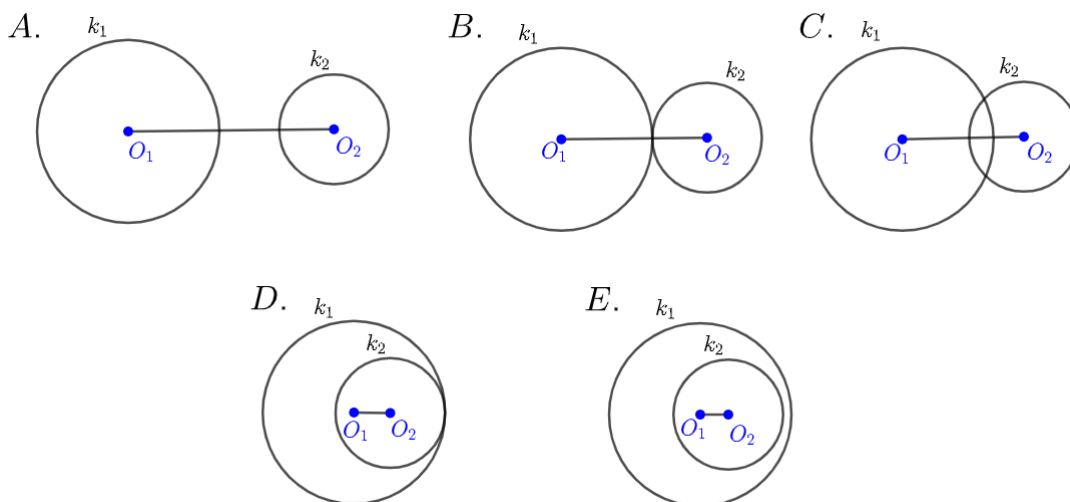 A. k₁ k₂ O₁ O₂
B. k₁ k₂ O₁ O₂
C. k₁ k₂ O₁ O₂
D. k₁ k₂ O₁ O₂
E. k₁ k₂ O₁ O₂